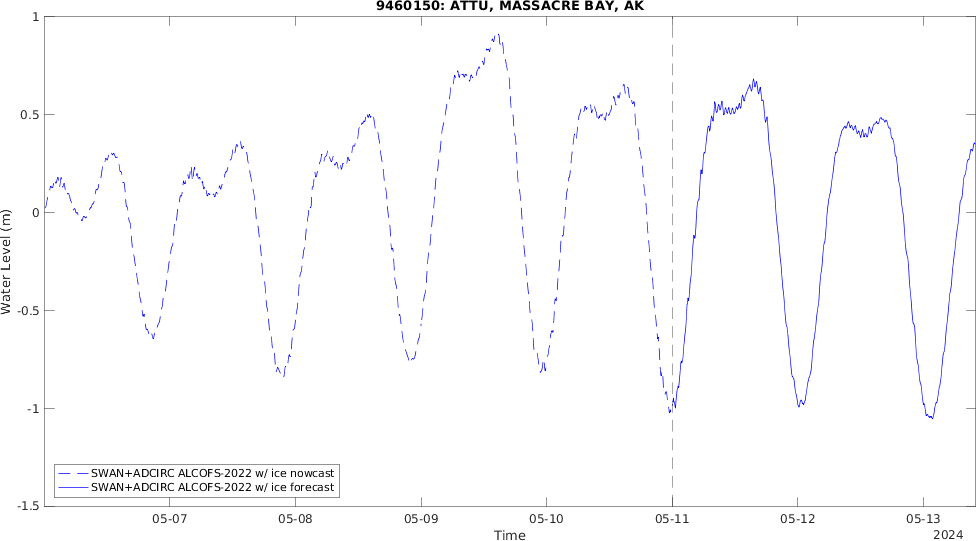 9460150: ATTU, MASSACRE BAY, AK
1
0.5
0
-0.5
-1
-1.5
Water Level (m)
SWAN+ADCIRC ALCOFS-2022 w/ ice nowcast
SWAN+ADCIRC ALCOFS-2022 w/ ice forecast
05-07 05-08 05-09 05-10 05-11 05-12 05-13
Time
2024